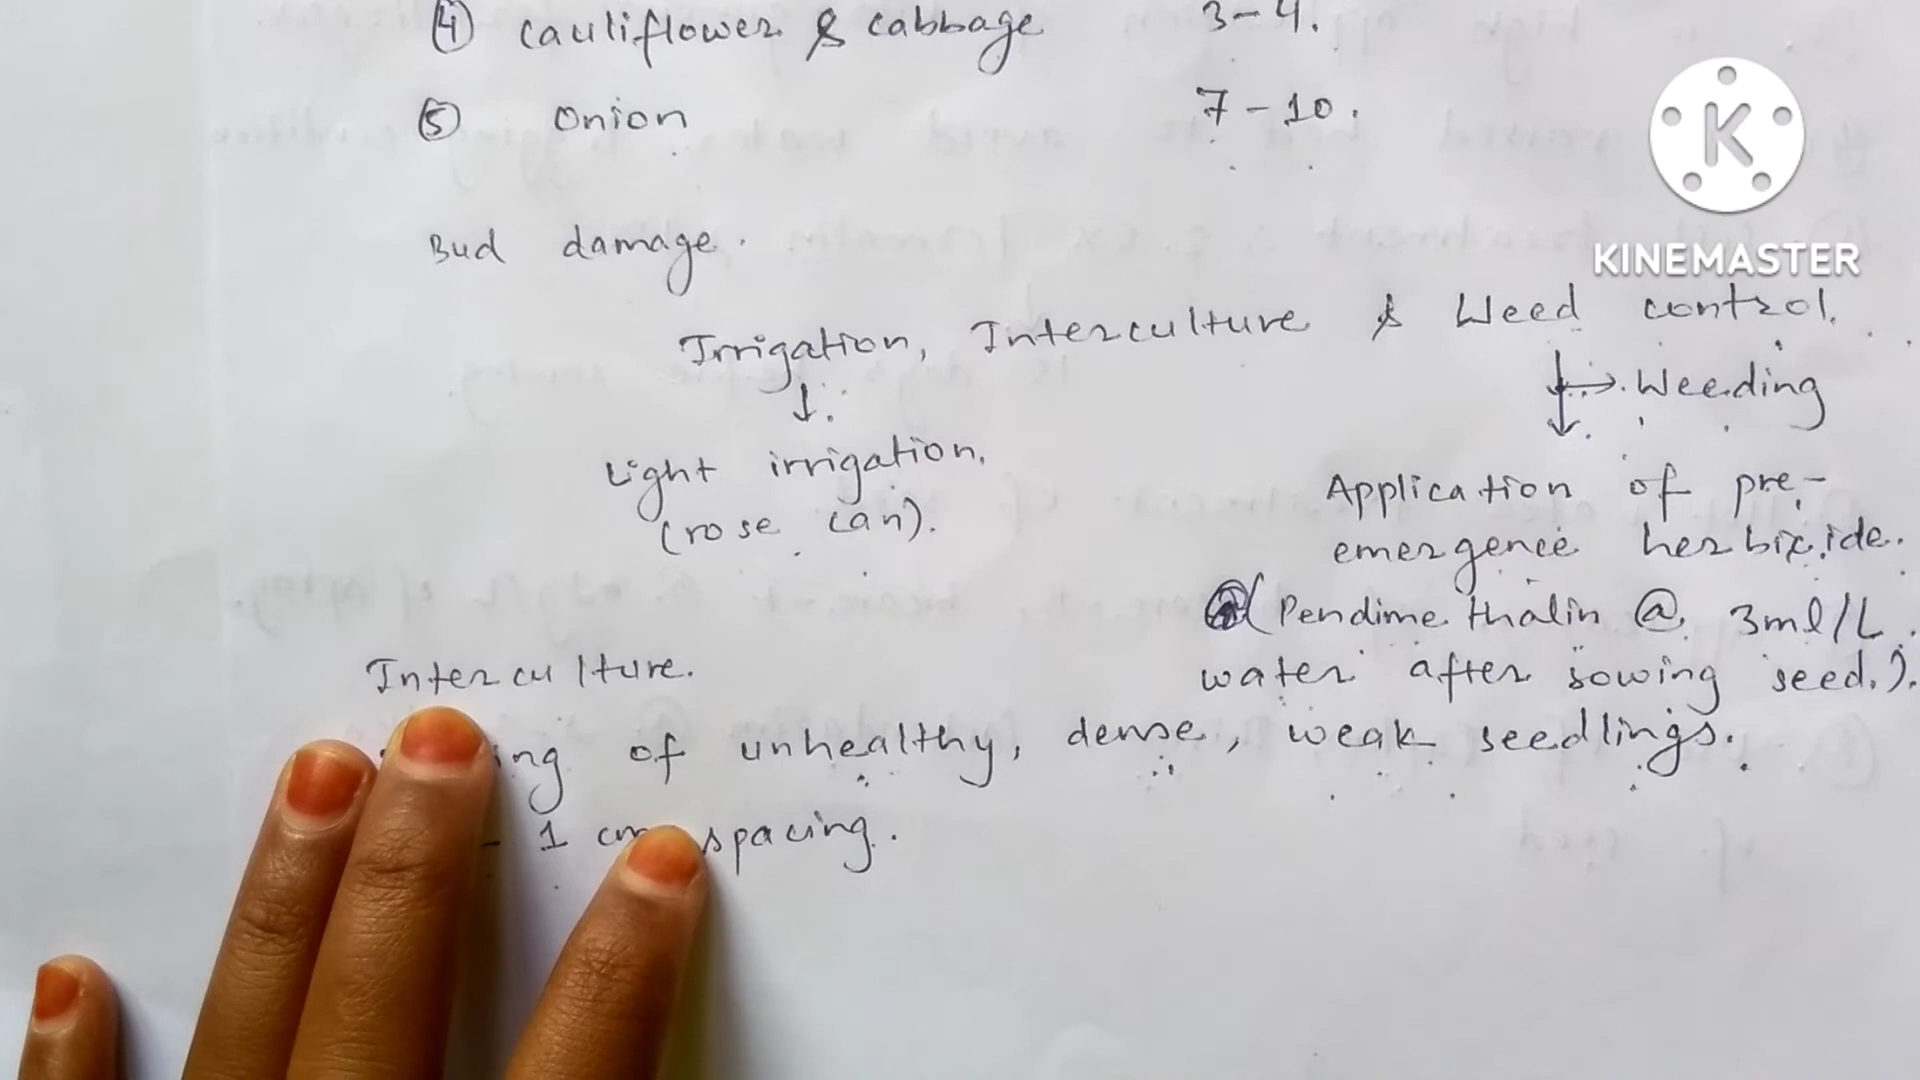 ④ cauliflower & cabbage 3-4.
⑤ Onion 7-10.
Bud damage.
Irrigation, Interculture & Weed control.
↓ → Weeding
Light irrigation.
(rose can).
Application of pre-
emergence herbicide.
(Pendimethalin @ 3ml/L
water after sowing seed.).
Interculture.
of unhealthy, dense, weak seedlings.
- 1 cm spacing.
K
KINEMASTER